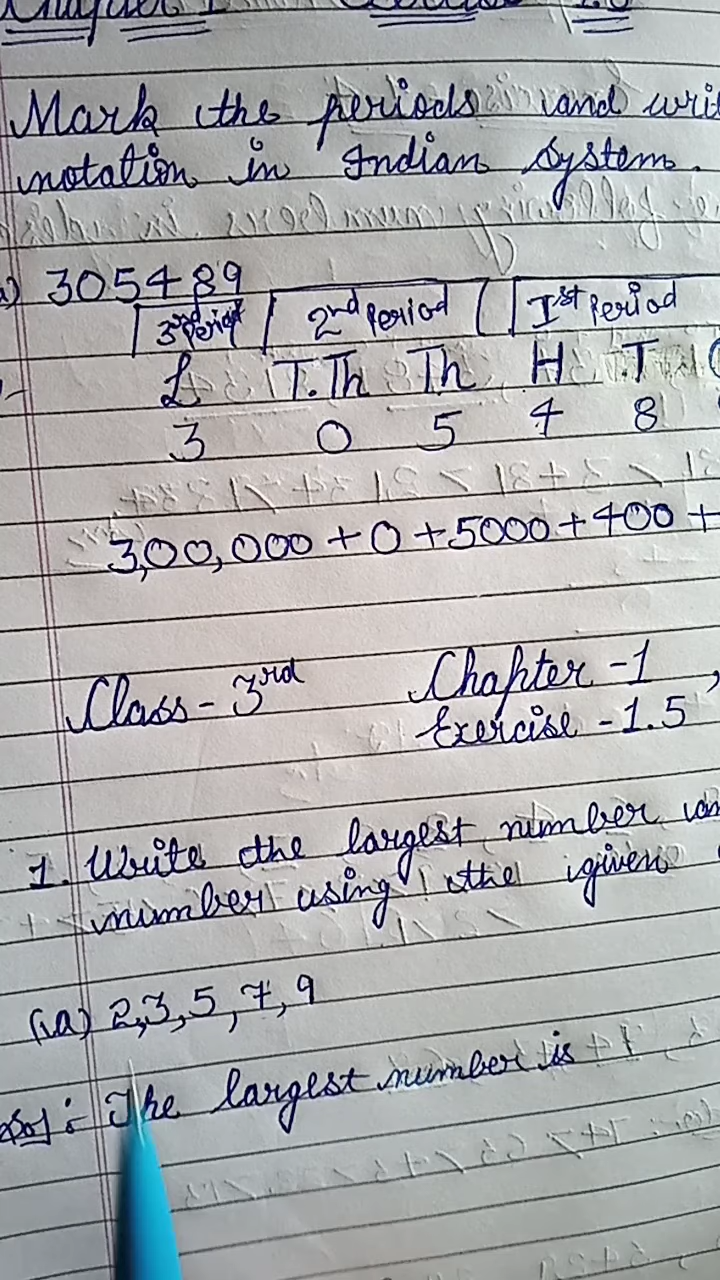 Mark the periods and
notation in Indian System.
a) 305489
3rd Period 2nd Period Ist Period
L T.Th Th H T
3 0 5 4 8
3,00,000 + 0 + 5000 + 400 +
Class - 3rd Chapter - 1,
Exercise - 1.5
1. Write the largest number
number using the given
(a) 2,3,5,7,9
Sol: The largest number is